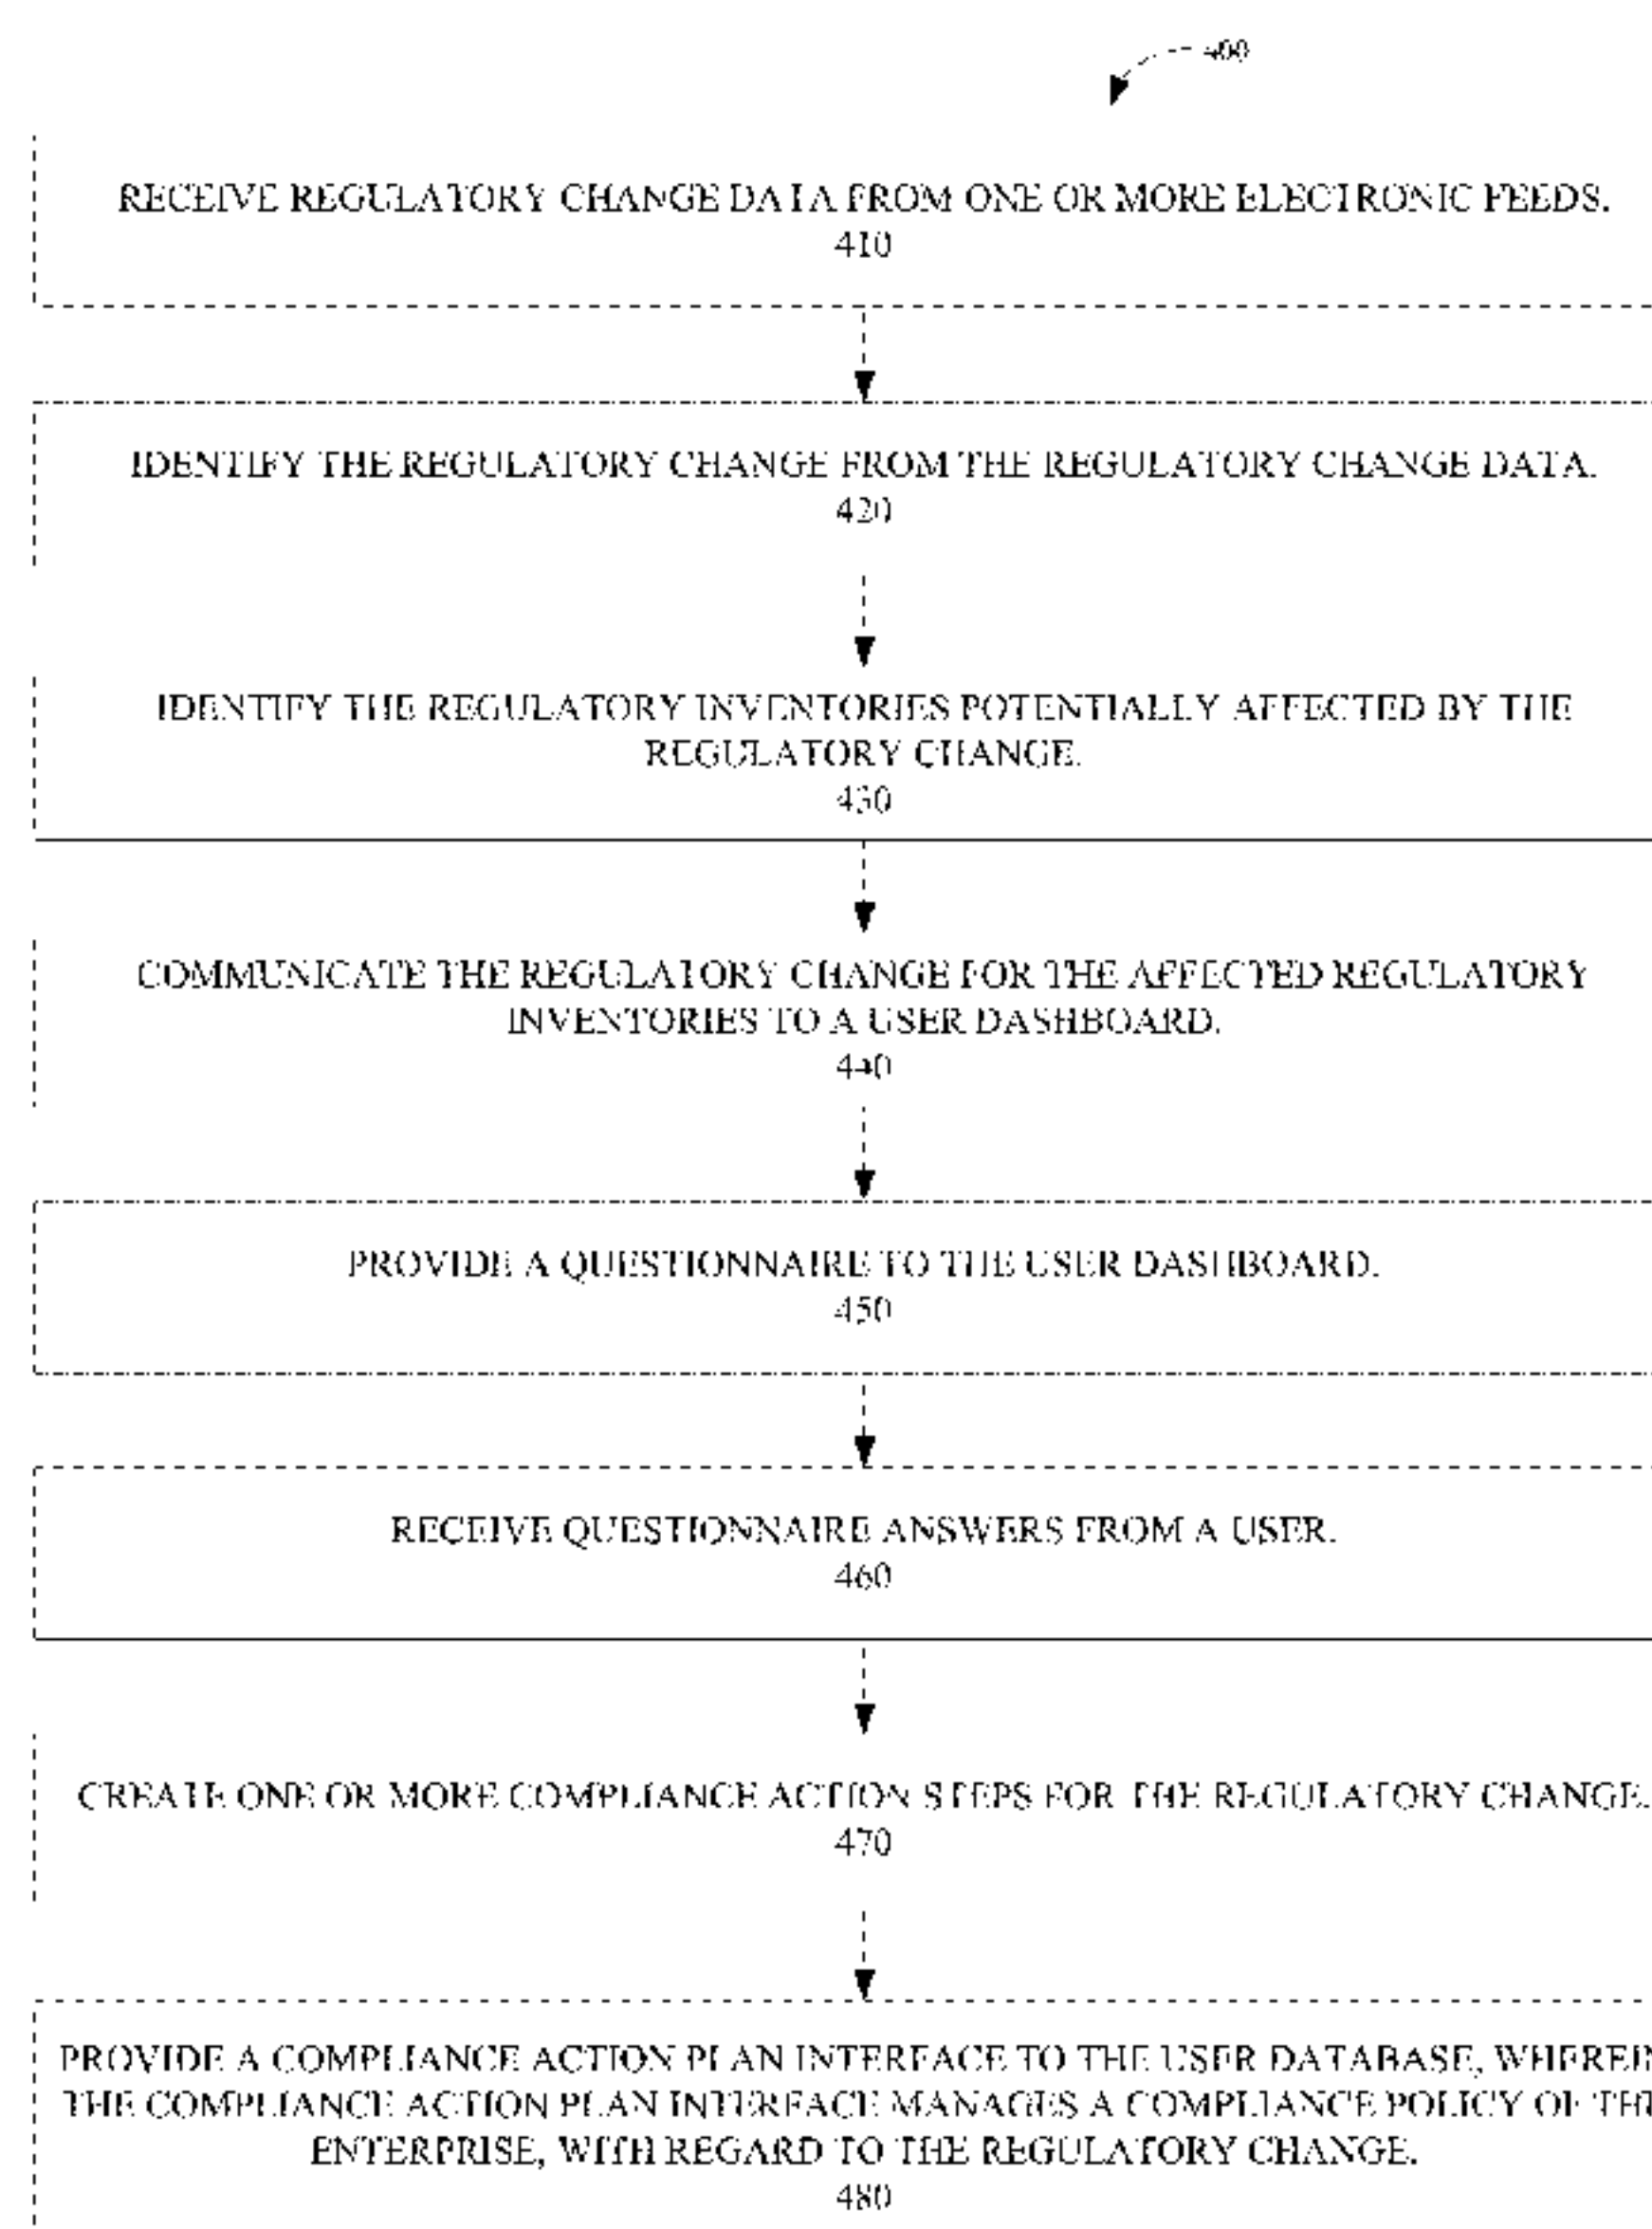 400
RECEIVE REGULATORY CHANGE DATA FROM ONE OR MORE ELECTRONIC FEEDS.
410
IDENTIFY THE REGULATORY CHANGE FROM THE REGULATORY CHANGE DATA.
420
IDENTIFY THE REGULATORY INVENTORIES POTENTIALLY AFFECTED BY THE
REGULATORY CHANGE.
430
COMMUNICATE THE REGULATORY CHANGE FOR THE AFFECTED REGULATORY
INVENTORIES TO A USER DASHBOARD.
440
PROVIDE A QUESTIONNAIRE TO THE USER DASHBOARD.
450
RECEIVE QUESTIONNAIRE ANSWERS FROM A USER.
460
CREATE ONE OR MORE COMPLIANCE ACTION STEPS FOR THE REGULATORY CHANGE.
470
PROVIDE A COMPLIANCE ACTION PLAN INTERFACE TO THE USER DATABASE, WHEREIN
THE COMPLIANCE ACTION PLAN INTERFACE MANAGES A COMPLIANCE POLICY OF THE
ENTERPRISE, WITH REGARD TO THE REGULATORY CHANGE.
480